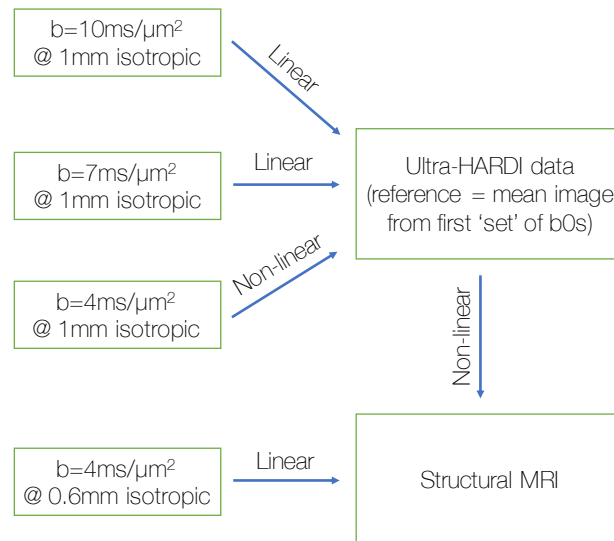 b=10ms/µm²
@ 1mm isotropic
Linear
b=7ms/µm²
@ 1mm isotropic
Linear
Ultra-HARDI data
(reference = mean image
from first ‘set’ of b0s)
Non-linear
b=4ms/µm²
@ 1mm isotropic
Non-linear
b=4ms/µm²
@ 0.6mm isotropic
Linear
Structural MRI